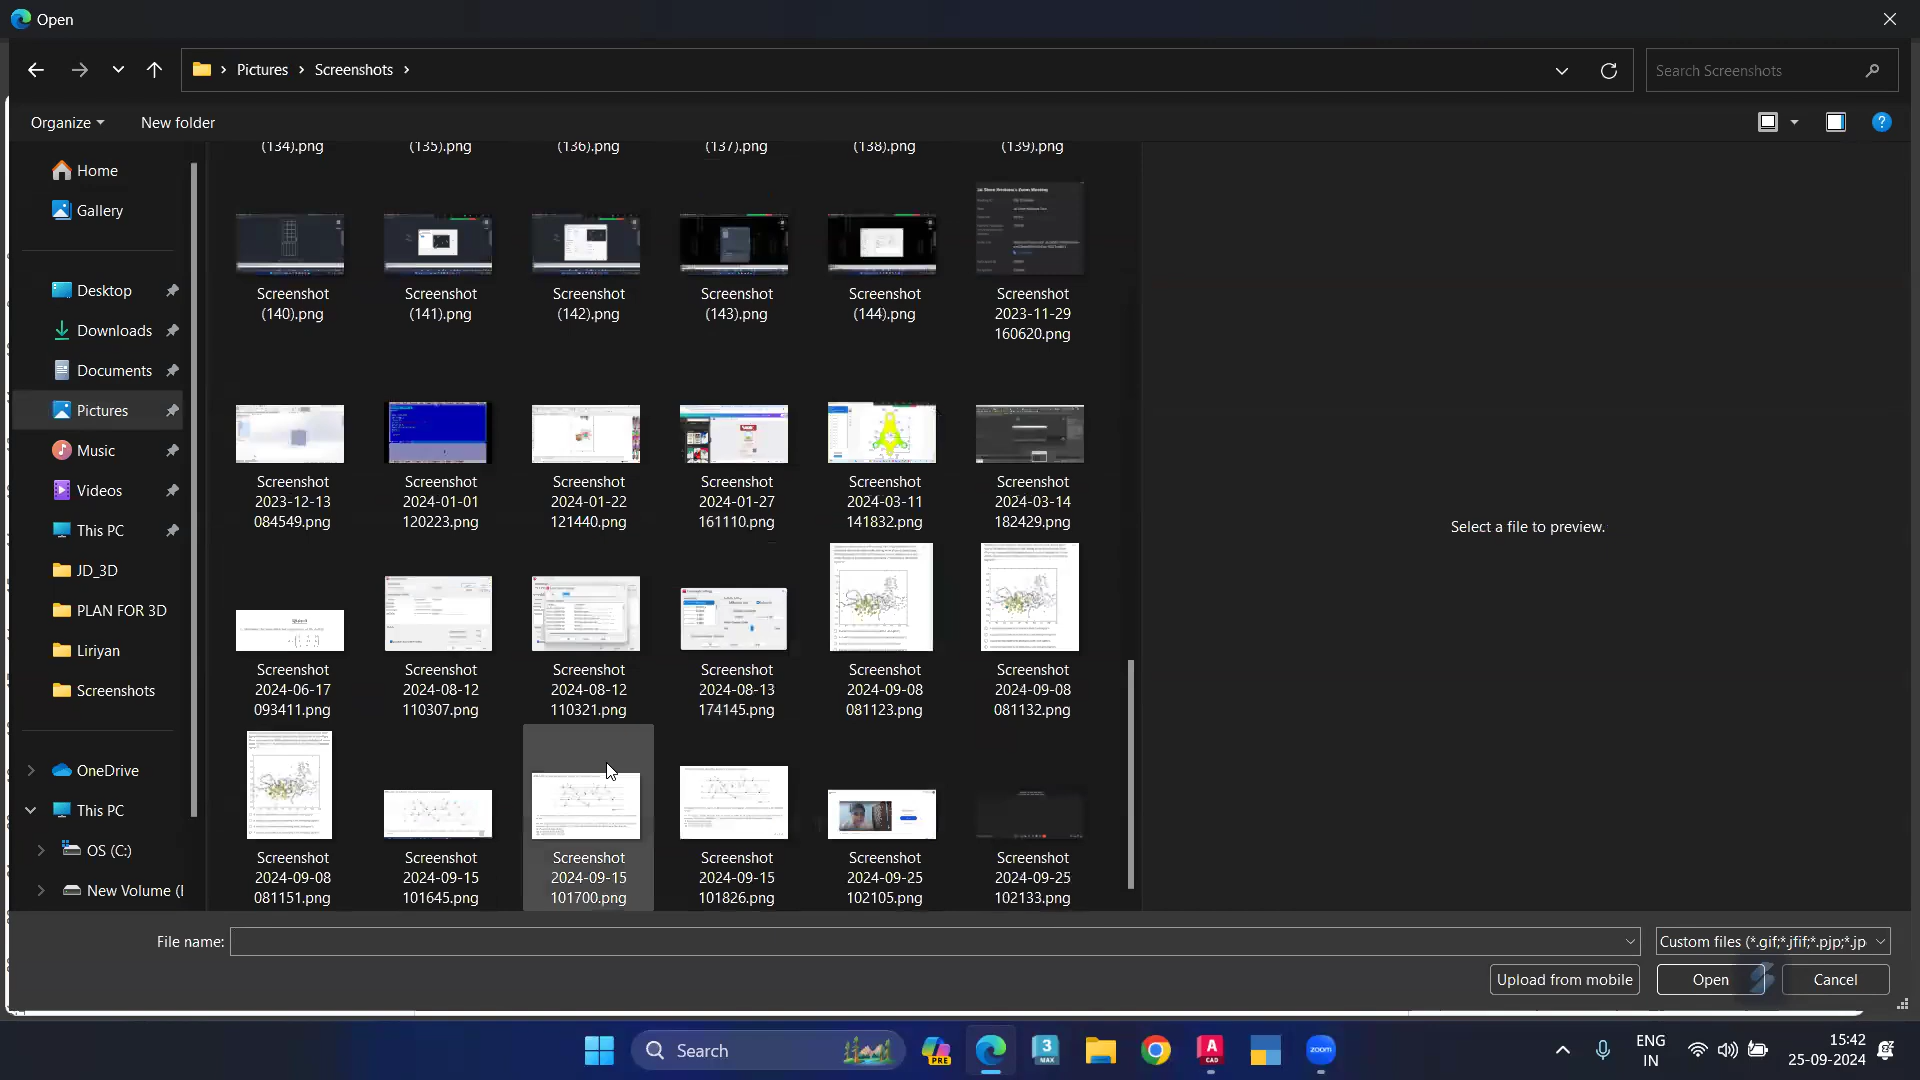 Open
Pictures
Screenshots
Search Screenshots
Organize
New folder
Home
Gallery
Desktop
Downloads
Documents
Pictures
Music
Videos
This PC
JD_3D
PLAN FOR 3D
Liriyan
Screenshots
OneDrive
This PC
OS (C:)
New Volume (I
(134).png
(135).png
(136).png
(137).png
(138).png
(139).png
Screenshot
(140).png
Screenshot
(141).png
Screenshot
(142).png
Screenshot
(143).png
Screenshot
(144).png
Screenshot
2023-11-29
160620.png
Screenshot
2023-12-13
084549.png
Screenshot
2024-01-01
120223.png
Screenshot
2024-01-22
121440.png
Screenshot
2024-01-27
161110.png
Screenshot
2024-03-11
141832.png
Screenshot
2024-03-14
182429.png
Screenshot
2024-06-17
093411.png
Screenshot
2024-08-12
110307.png
Screenshot
2024-08-12
110321.png
Screenshot
2024-08-13
174145.png
Screenshot
2024-09-08
081123.png
Screenshot
2024-09-08
081132.png
Screenshot
2024-09-08
081151.png
Screenshot
2024-09-15
101645.png
Screenshot
2024-09-15
101700.png
Screenshot
2024-09-15
101826.png
Screenshot
2024-09-25
102105.png
Screenshot
2024-09-25
102133.png
Select a file to preview.
File name:
Custom files (*.gif;*.jfif;*.pjp;*.jp
Upload from mobile
Open
Cancel
Search
PRE
3
MAX
A
CAD
zoom
ENG
IN
15:42
25-09-2024